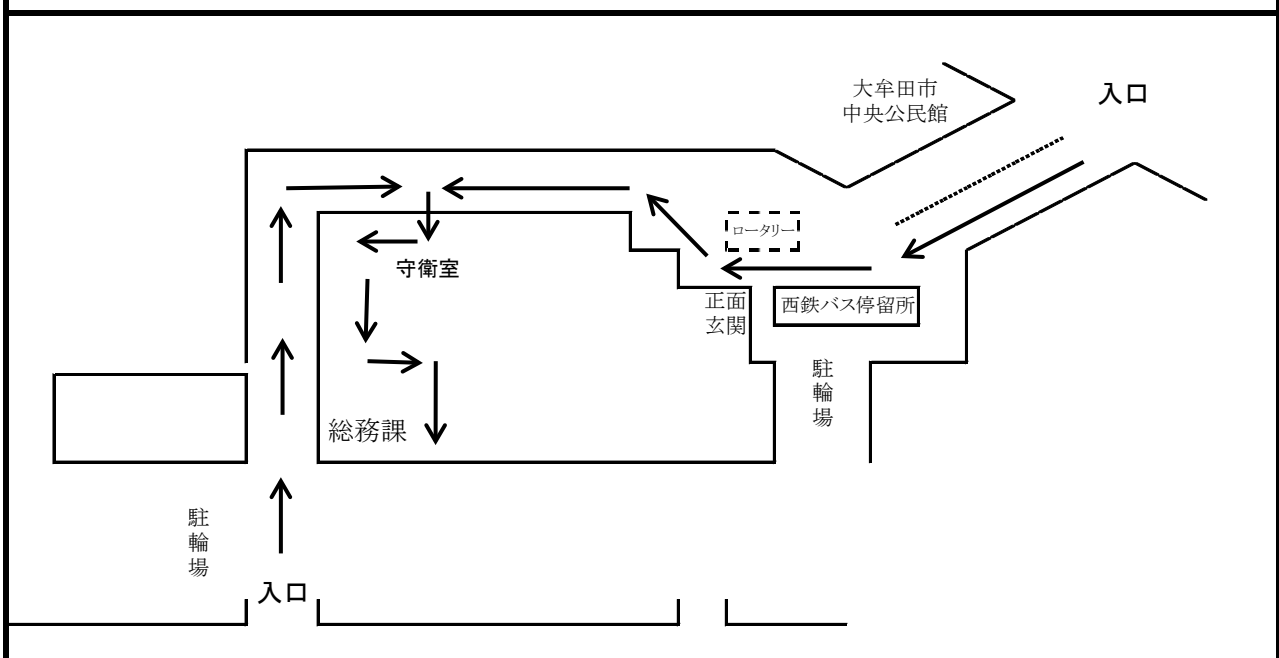 大牟田市
中央公民館
入口
ロータリー
守衛室
正面
玄関
西鉄バス停留所
駐輪場
総務課
駐輪場
入口